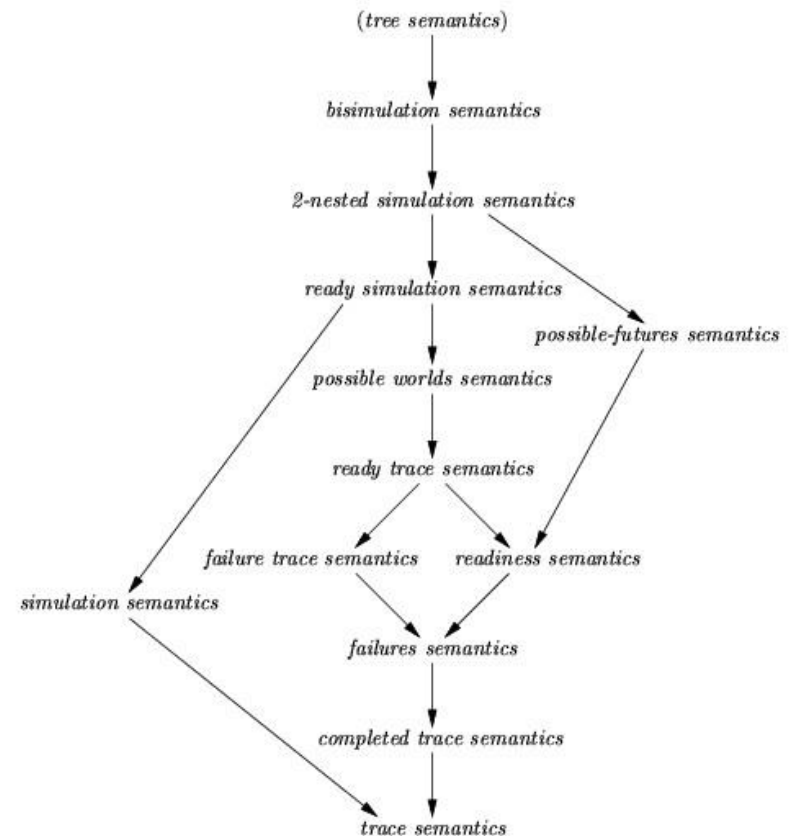 (tree semantics)
bisimulation semantics
2-nested simulation semantics
ready simulation semantics
possible-futures semantics
possible worlds semantics
ready trace semantics
failure trace semantics
readiness semantics
simulation semantics
failures semantics
completed trace semantics
trace semantics